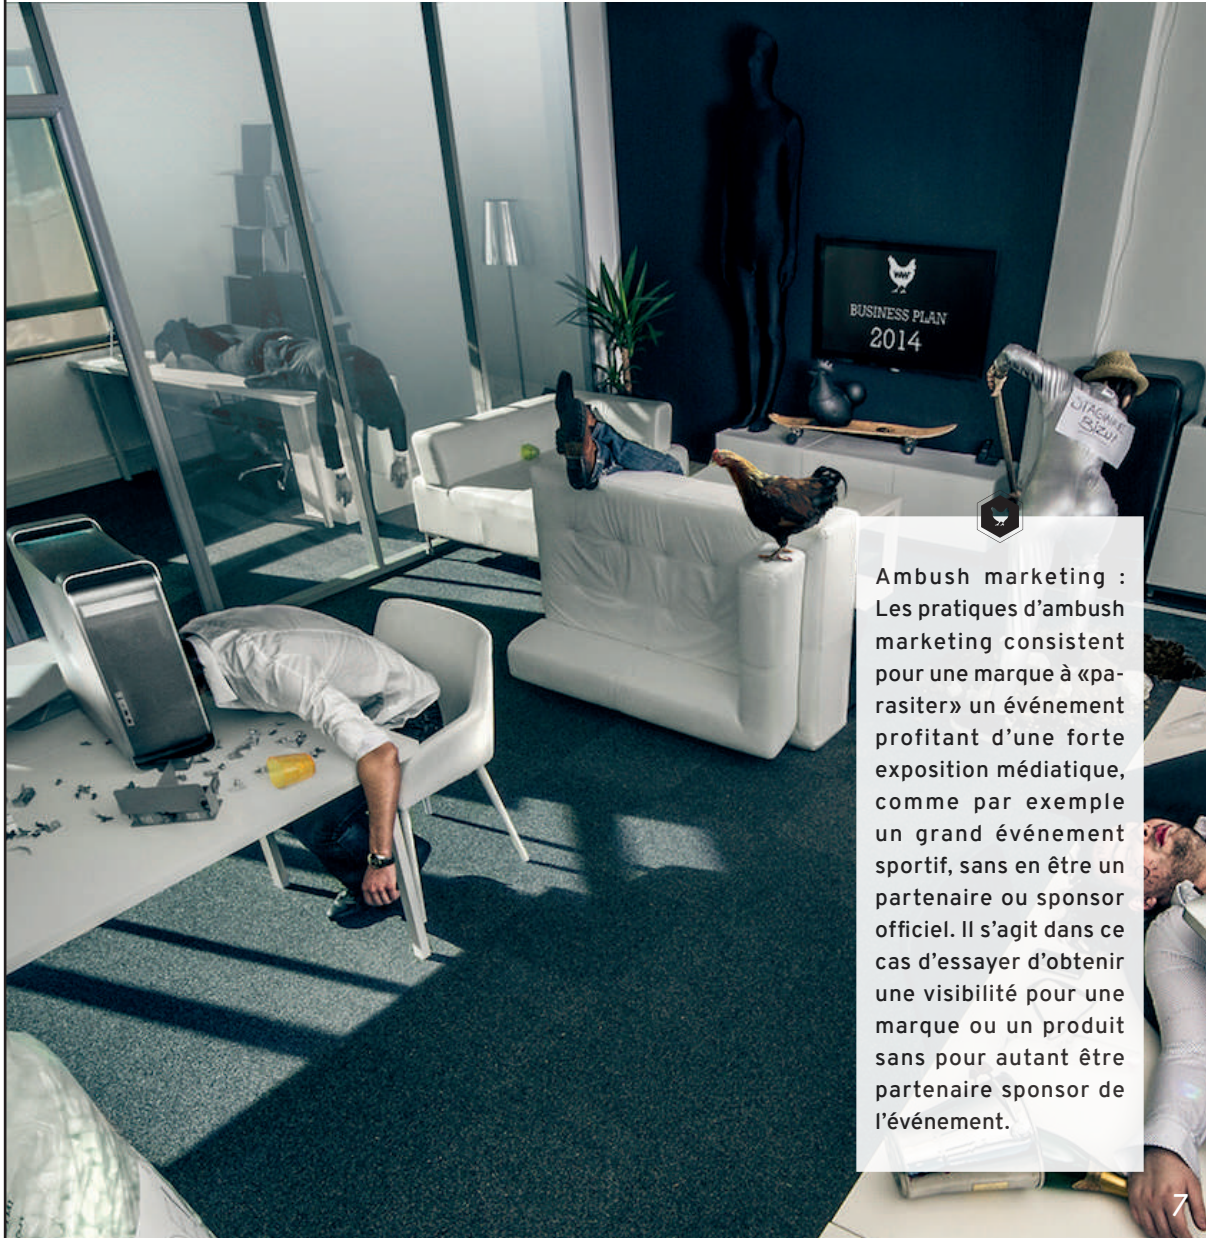 BUSINESS PLAN
2014
STAGIAIRE
BIZU!
Ambush marketing :
Les pratiques d’ambush
marketing consistent
pour une marque à «pa-
rasiter» un événement
profitant d’une forte
exposition médiatique,
comme par exemple
un grand événement
sportif, sans en être un
partenaire ou sponsor
officiel. Il s’agit dans ce
cas d’essayer d’obtenir
une visibilité pour une
marque ou un produit
sans pour autant être
partenaire sponsor de
l’événement.
7